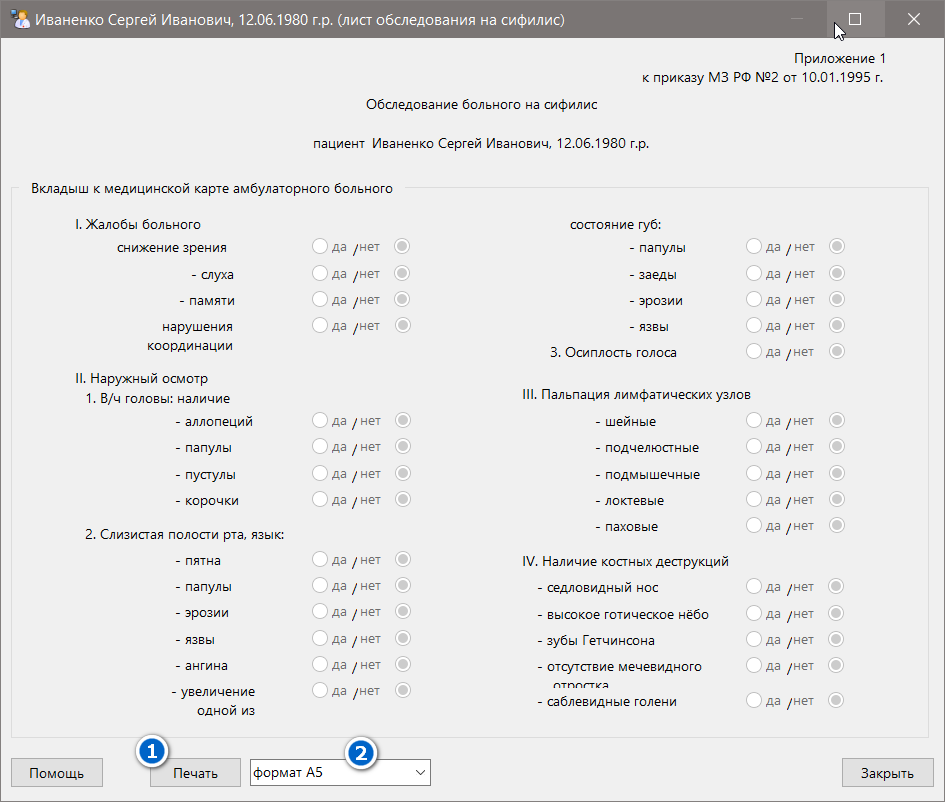 Иваненко Сергей Иванович, 12.06.1980 г.р. (лист обследования на сифилис)
Приложение 1
к приказу МЗ РФ №2 от 10.01.1995 г.
Обследование больного на сифилис
пациент Иваненко Сергей Иванович, 12.06.1980 г.р.
Вкладыш к медицинской карте амбулаторного больного
I. Жалобы больного
снижение зрения да /нет
- слуха да /нет
- памяти да /нет
нарушения да /нет
координации
II. Наружный осмотр
1. В/ч головы: наличие
- аллопеций да /нет
- папулы да /нет
- пустулы да /нет
- корочки да /нет
2. Слизистая полости рта, язык:
- пятна да /нет
- папулы да /нет
- эрозии да /нет
- язвы да /нет
- ангина да /нет
- увеличение да /нет
одной из
состояние губ:
- папулы да /нет
- заеды да /нет
- эрозии да /нет
- язвы да /нет
3. Осиплость голоса да /нет
III. Пальпация лимфатических узлов
- шейные да /нет
- подчелюстные да /нет
- подмышечные да /нет
- локтевые да /нет
- паховые да /нет
IV. Наличие костных деструкций
- седловидный нос да /нет
- высокое готическое нёбо да /нет
- зубы Гетчинсона да /нет
- отсутствие мечевидного да /нет
отростка
- саблевидные голени да /нет
1
2
Помощь
Печать
формат А5
Закрыть